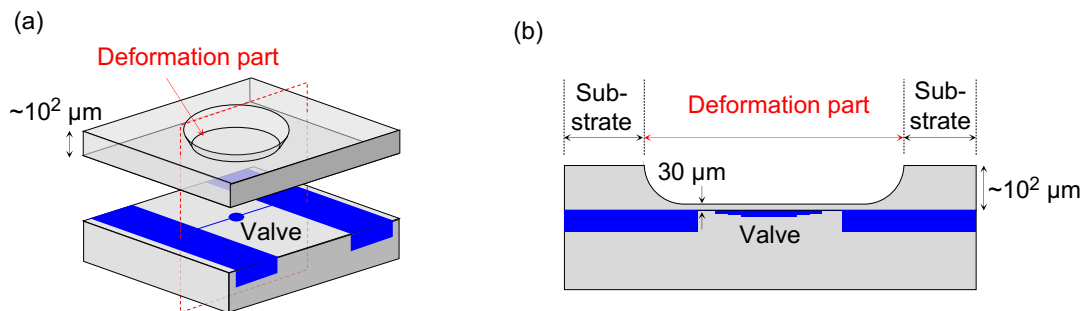 (a)
Deformation part
~10² µm
Valve
(b)
Sub-
strate
Deformation part
Sub-
strate
30 µm
~10² µm
Valve